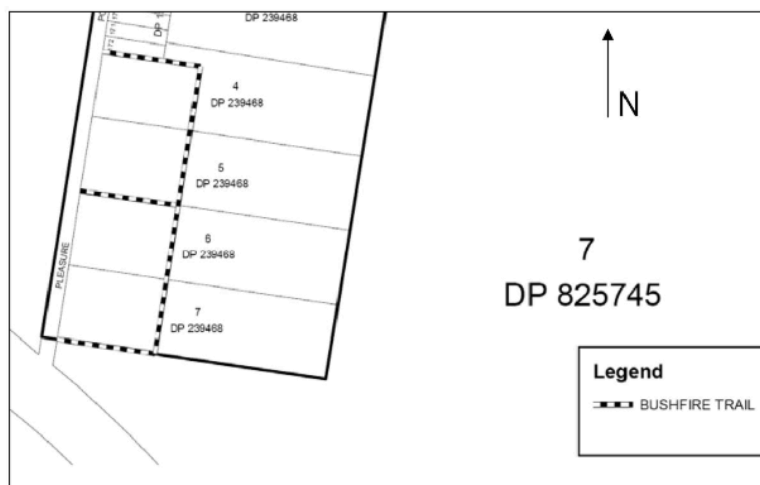 DP 239468
4
DP 239468
5
DP 239468
6
DP 239468
7
DP 239468
PLEASURE
N
7
DP 825745
Legend
BUSHFIRE TRAIL